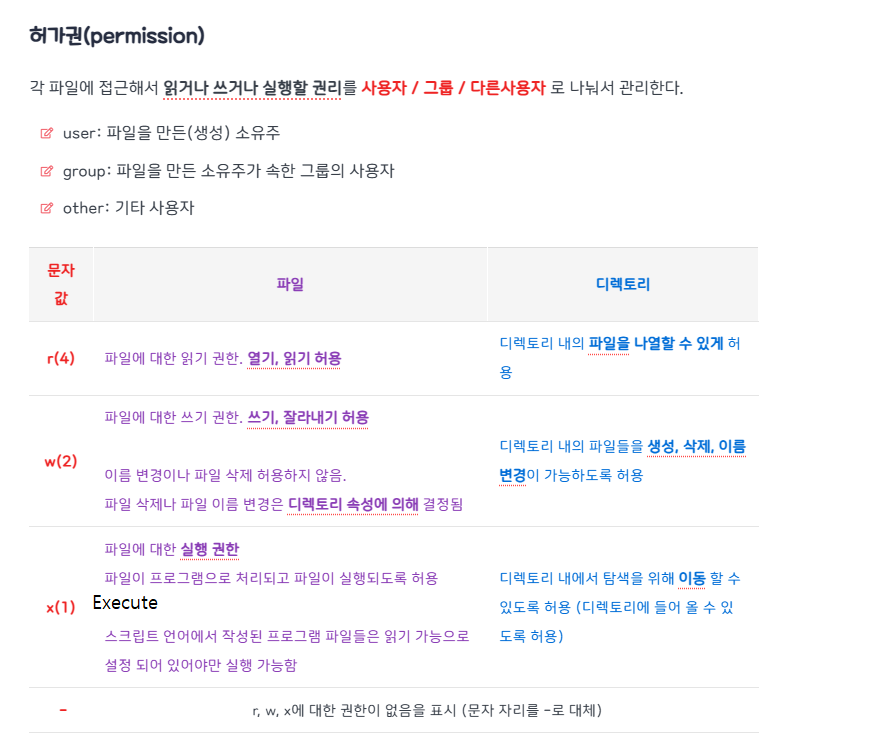 허가권(permission)
각 파일에 접근해서 읽거나 쓰거나 실행할 권리를 사용자 / 그룹 / 다른사용자 로 나눠서 관리한다.
user: 파일을 만든(생성) 소유주
group: 파일을 만든 소유주가 속한 그룹의 사용자
other: 기타 사용자
문자
값
파일
디렉토리
r(4)
파일에 대한 읽기 권한. 열기, 읽기 허용
디렉토리 내의 파일을 나열할 수 있게 허
용
w(2)
파일에 대한 쓰기 권한. 쓰기, 잘라내기 허용
이름 변경이나 파일 삭제 허용하지 않음.
파일 삭제나 파일 이름 변경은 디렉토리 속성에 의해 결정됨
디렉토리 내의 파일들을 생성, 삭제, 이름
변경이 가능하도록 허용
x(1)
파일에 대한 실행 권한
파일이 프로그램으로 처리되고 파일이 실행되도록 허용
Execute
스크립트 언어에서 작성된 프로그램 파일들은 읽기 가능으로
설정 되어 있어야만 실행 가능함
디렉토리 내에서 탐색을 위해 이동 할 수
있도록 허용 (디렉토리에 들어 올 수 있
도록 허용)
-
r, w, x에 대한 권한이 없음을 표시 (문자 자리를 -로 대체)